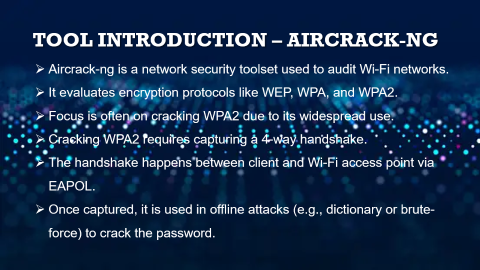 TOOL INTRODUCTION – AIRCRACK-NG
➢ Aircrack-ng is a network security toolset used to audit Wi-Fi networks.
➢ It evaluates encryption protocols like WEP, WPA, and WPA2.
➢ Focus is often on cracking WPA2 due to its widespread use.
➢ Cracking WPA2 requires capturing a 4-way handshake.
➢ The handshake happens between client and Wi-Fi access point via
EAPOL.
➢ Once captured, it is used in offline attacks (e.g., dictionary or brute-
force) to crack the password.